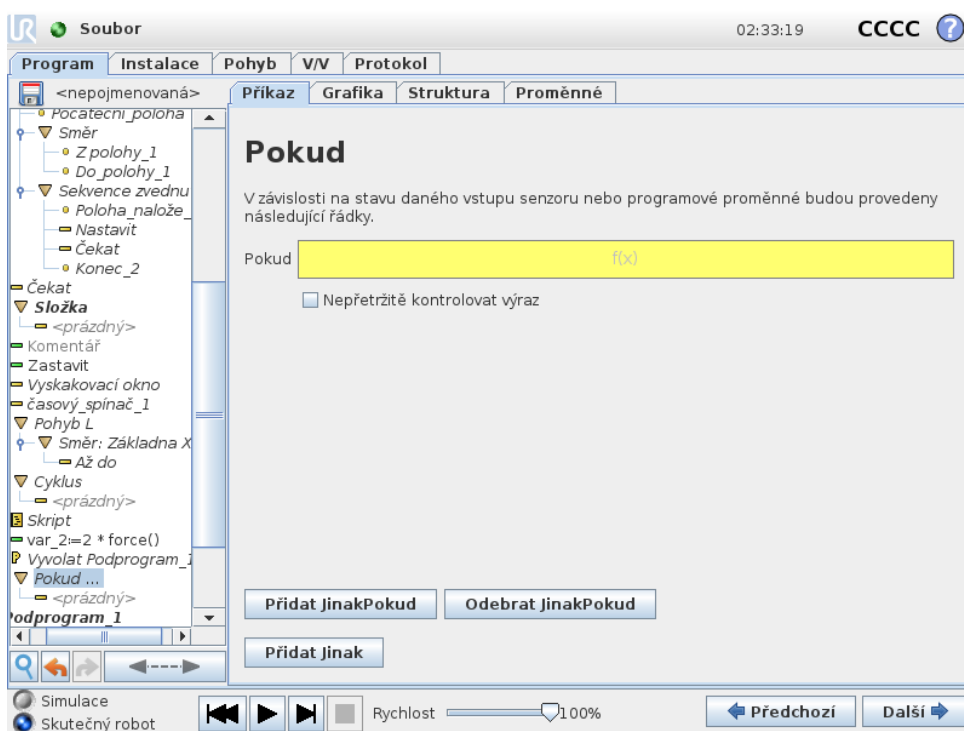 UR Soubor 02:33:19 CCCC ?
Program Instalace Pohyb V/V Protokol
<nepojmenovaná> Příkaz Grafika Struktura Proměnné
Počáteční_poloha
Směr
Z polohy_1
Do_polohy_1
Sekvence zvednu
Poloha_nalože_
Nastavit
Čekat
Konec_2
Čekat
Složka
<prázdný>
Komentář
Zastavit
Vyskakovací okno
časový_spínač_1
Pohyb L
Směr: Základna X
Až do
Cyklus
<prázdný>
Skript
var_2:=2 * force()
Vyvolat Podprogram_1
Pokud ...
<prázdný>
Podprogram_1
Pokud
V závislosti na stavu daného vstupu senzoru nebo programové proměnné budou provedeny
následující řádky.
Pokud f(x)
Nepřetržitě kontrolovat výraz
Přidat JinakPokud Odebrat JinakPokud
Přidat Jinak
Simulace
Skutečný robot
Rychlost 100%
Předchozí Další